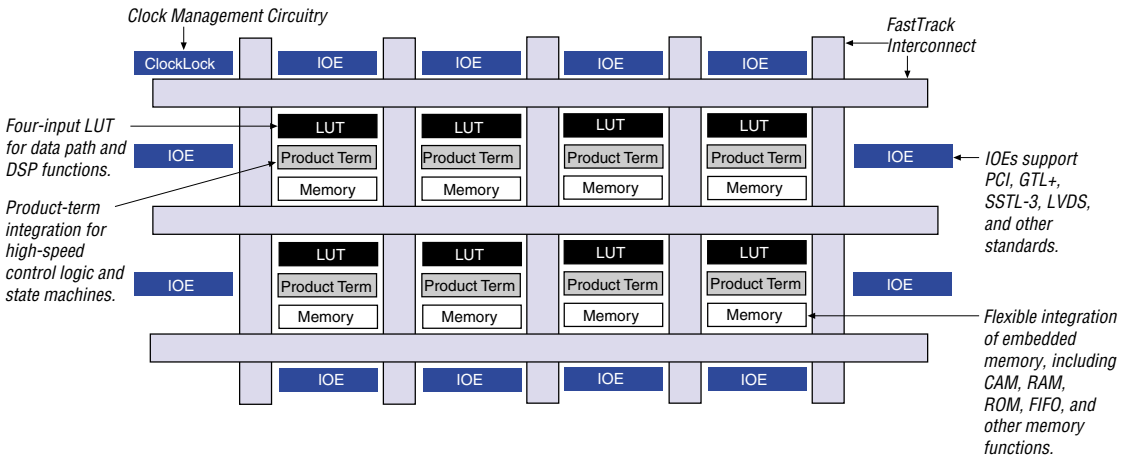 Clock Management Circuitry
FastTrack
Interconnect
ClockLock
IOE
IOE
IOE
IOE
Four-input LUT
for data path and
DSP functions.
LUT
LUT
LUT
LUT
IOE
Product Term
Product Term
Product Term
Product Term
IOE
IOEs support
PCI, GTL+,
SSTL-3, LVDS,
and other
standards.
Memory
Memory
Memory
Memory
Product-term
integration for
high-speed
control logic and
state machines.
LUT
LUT
LUT
LUT
IOE
Product Term
Product Term
Product Term
Product Term
IOE
Memory
Memory
Memory
Memory
Flexible integration
of embedded
memory, including
CAM, RAM,
ROM, FIFO, and
other memory
functions.
IOE
IOE
IOE
IOE